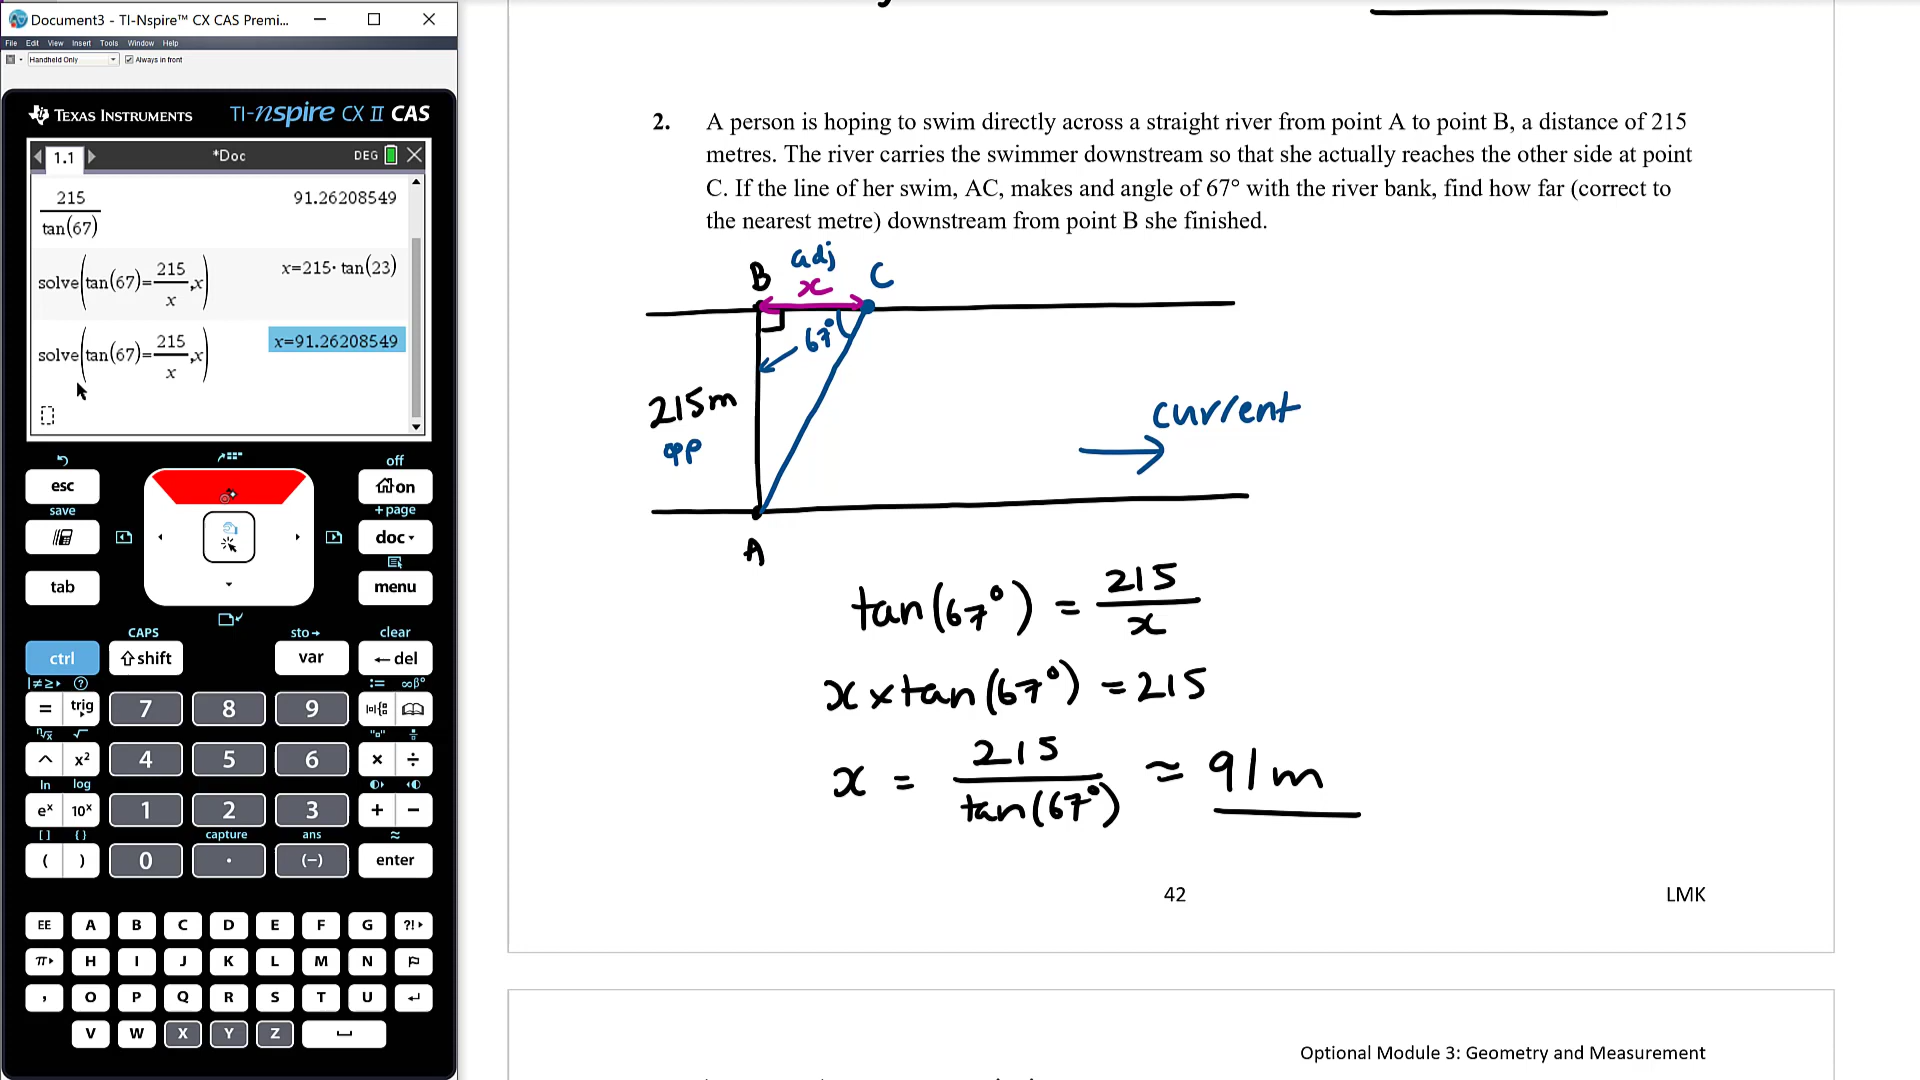 Document3 - TI-Nspire™ CX CAS Premi...
File Edit View Insert Tools Window Help
Handheld Only Always in front
TEXAS INSTRUMENTS TI-nspire CX II CAS
1.1 *Doc DEG
215
tan(67)
91.26208549
solve(tan(67)=215/x,x)
x=215·tan(23)
solve(tan(67)=215/x,x)
x=91.26208549
off
esc on
save + page
doc
tab menu
CAPS sto→ clear
ctrl shift var ←del
|≠≥▸ ? := ∞β°
= trig 7 8 9
ⁿ√x √ "▫"
^ x² 4 5 6 × ÷
ln log
eˣ 10ˣ 1 2 3 + −
[ ] { } capture ans ≈
( ) 0 . (−) enter
EE A B C D E F G ?!▸
π▸ H I J K L M N
, O P Q R S T U
V W X Y Z
2. A person is hoping to swim directly across a straight river from point A to point B, a distance of 215
metres. The river carries the swimmer downstream so that she actually reaches the other side at point
C. If the line of her swim, AC, makes and angle of 67° with the river bank, find how far (correct to
the nearest metre) downstream from point B she finished.
adj
B x C
67°
215m
opp
current
A
tan(67°) = 215/x
x × tan(67°) = 215
x = 215/tan(67°) ≈ 91m
42 LMK
Optional Module 3: Geometry and Measurement